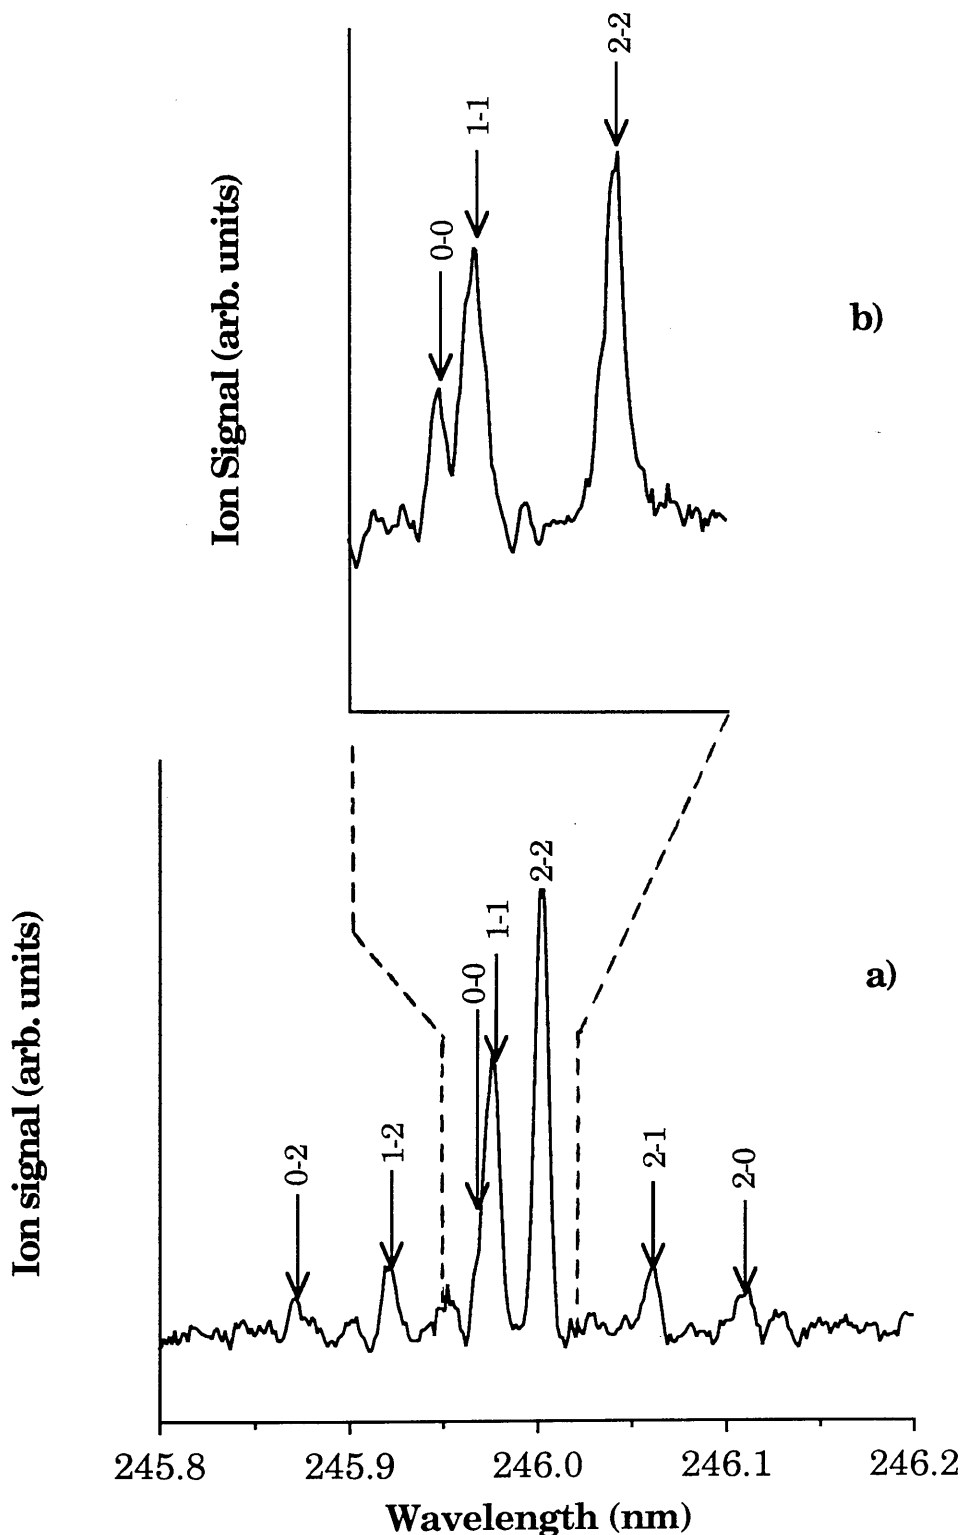 2-2
1-1
0-0
b)
Ion Signal (arb. units)
2-2
1-1
0-0
a)
0-2
1-2
2-1
2-0
Ion signal (arb. units)
245.8 245.9 246.0 246.1 246.2
Wavelength (nm)